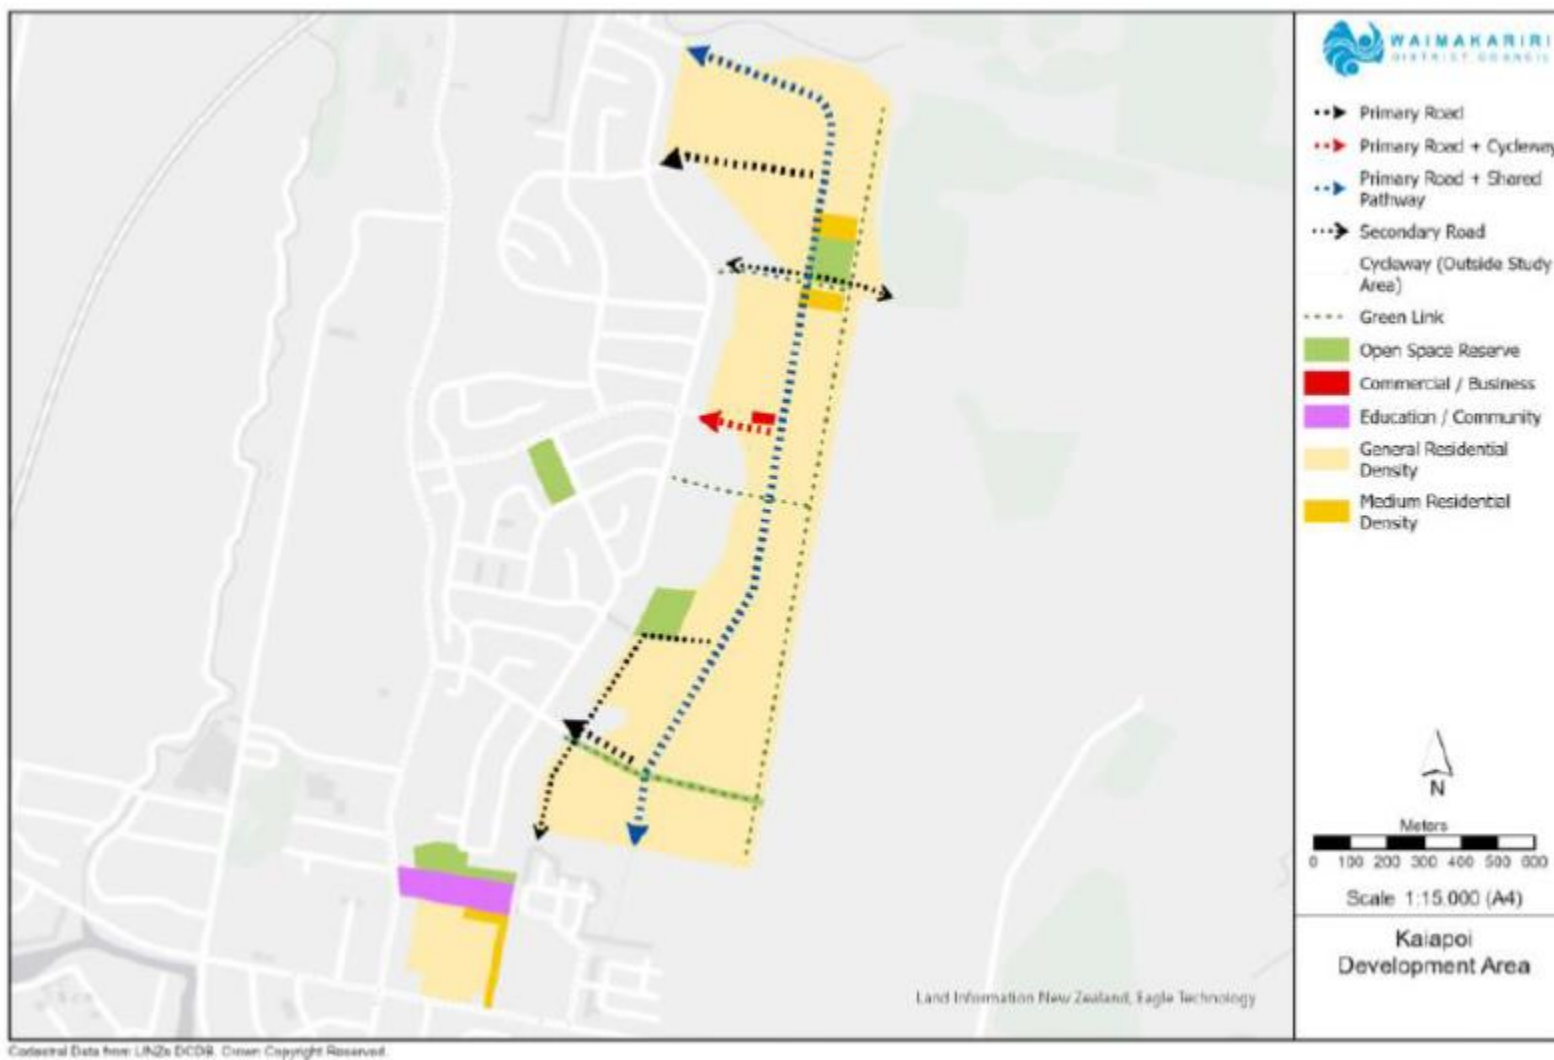 WAIMAKARIRI
DISTRICT COUNCIL
Primary Road
Primary Road + Cycleway
Primary Road + Shared
Pathway
Secondary Road
Cycleway (Outside Study
Area)
Green Link
Open Space Reserve
Commercial / Business
Education / Community
General Residential
Density
Medium Residential
Density
N
Meters
0 100 200 300 400 500 600
Scale 1:15,000 (A4)
Kaiapoi
Development Area
Land Information New Zealand, Eagle Technology
Cadastral Data from LINZs DCDB. Crown Copyright Reserved.